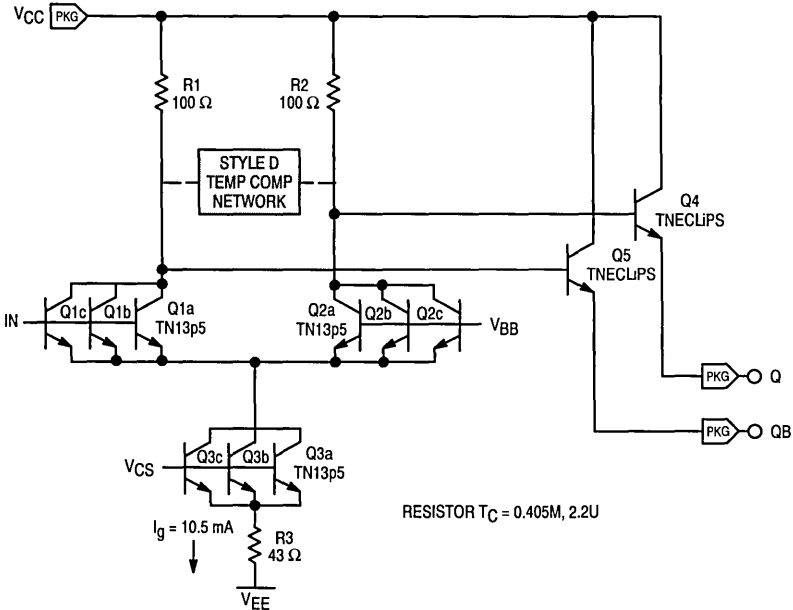 VCC PKG
R1
100 Ω
R2
100 Ω
STYLE D
TEMP COMP
NETWORK
Q4
TNECLiPS
Q5
TNECLiPS
IN
Q1c Q1b Q1a
TN13p5
Q2a
TN13p5
Q2b Q2c
VBB
PKG Q
PKG QB
VCS
Q3c Q3b Q3a
TN13p5
Ig = 10.5 mA
R3
43 Ω
VEE
RESISTOR TC = 0.405M, 2.2U